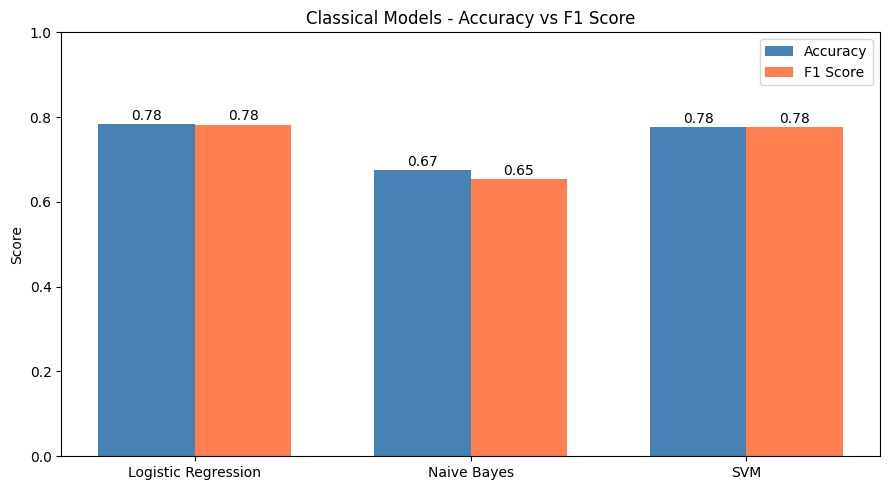 Classical Models - Accuracy vs F1 Score
1.0
Accuracy
F1 Score
0.8
0.78 0.78 0.67 0.65 0.78 0.78
0.6
Score
0.4
0.2
0.0
Logistic Regression Naive Bayes SVM